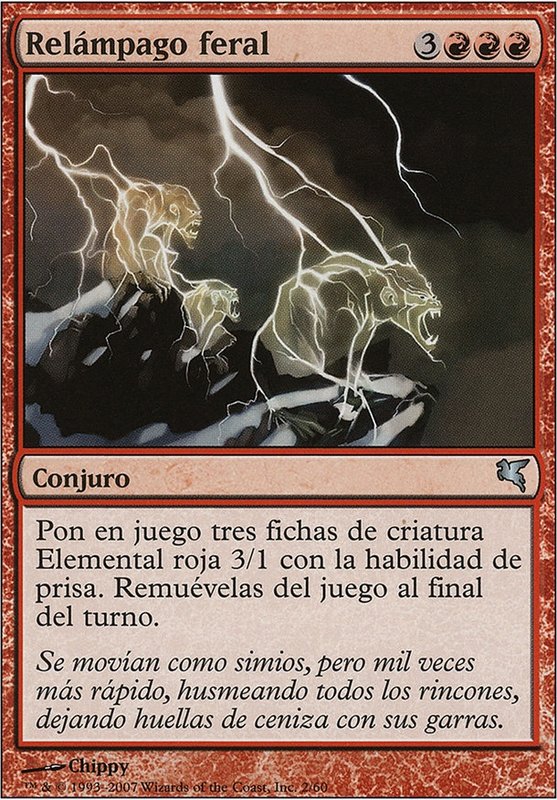 Relámpago feral 3
Conjuro
Pon en juego tres fichas de criatura
Elemental roja 3/1 con la habilidad de
prisa. Remuévelas del juego al final
del turno.
Se movían como simios, pero mil veces
más rápido, husmeando todos los rincones,
dejando huellas de ceniza con sus garras.
Chippy
™ & © 1993-2007 Wizards of the Coast, Inc. 2/60